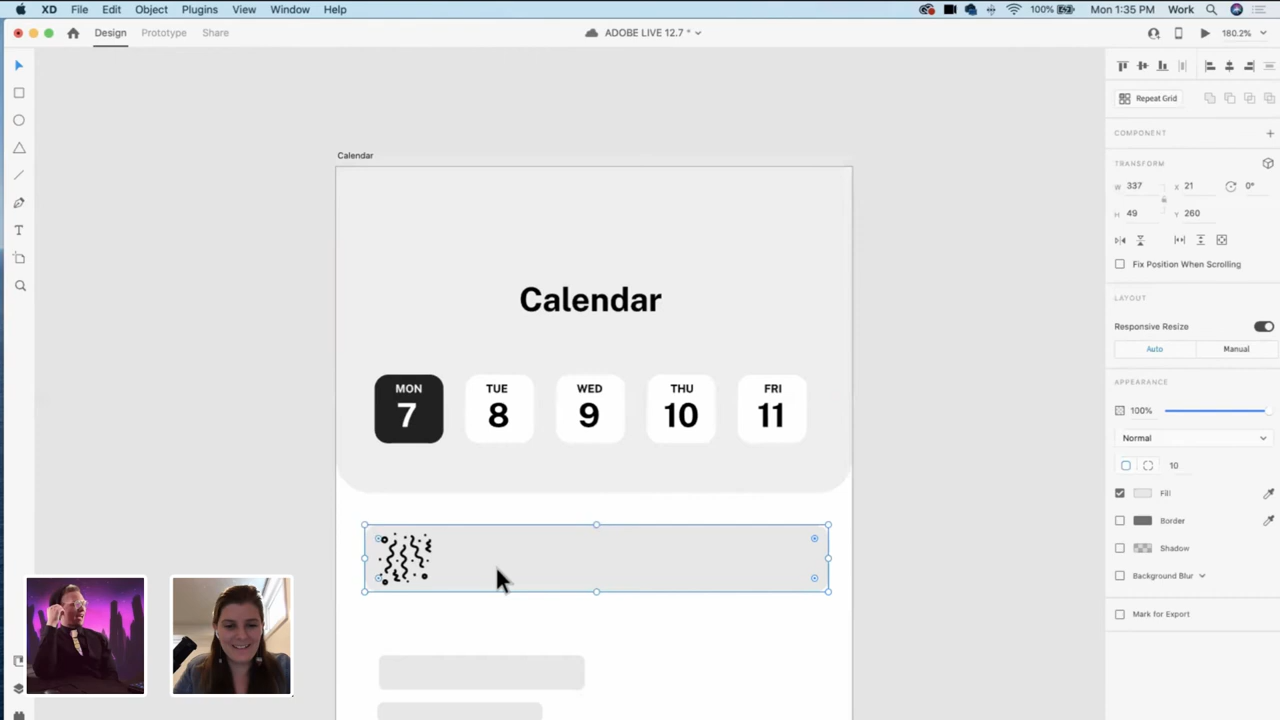 XD File Edit Object Plugins View Window Help 100% Mon 1:35 PM Work
Design Prototype Share ADOBE LIVE 12.7 * 180.2%
Repeat Grid
COMPONENT
TRANSFORM
W 337 X 21 0°
H 49 Y 260
Fix Position When Scrolling
LAYOUT
Responsive Resize
Auto Manual
APPEARANCE
100%
Normal
10
Fill
Border
Shadow
Background Blur
Mark for Export
Calendar
Calendar
MON TUE WED THU FRI
7 8 9 10 11